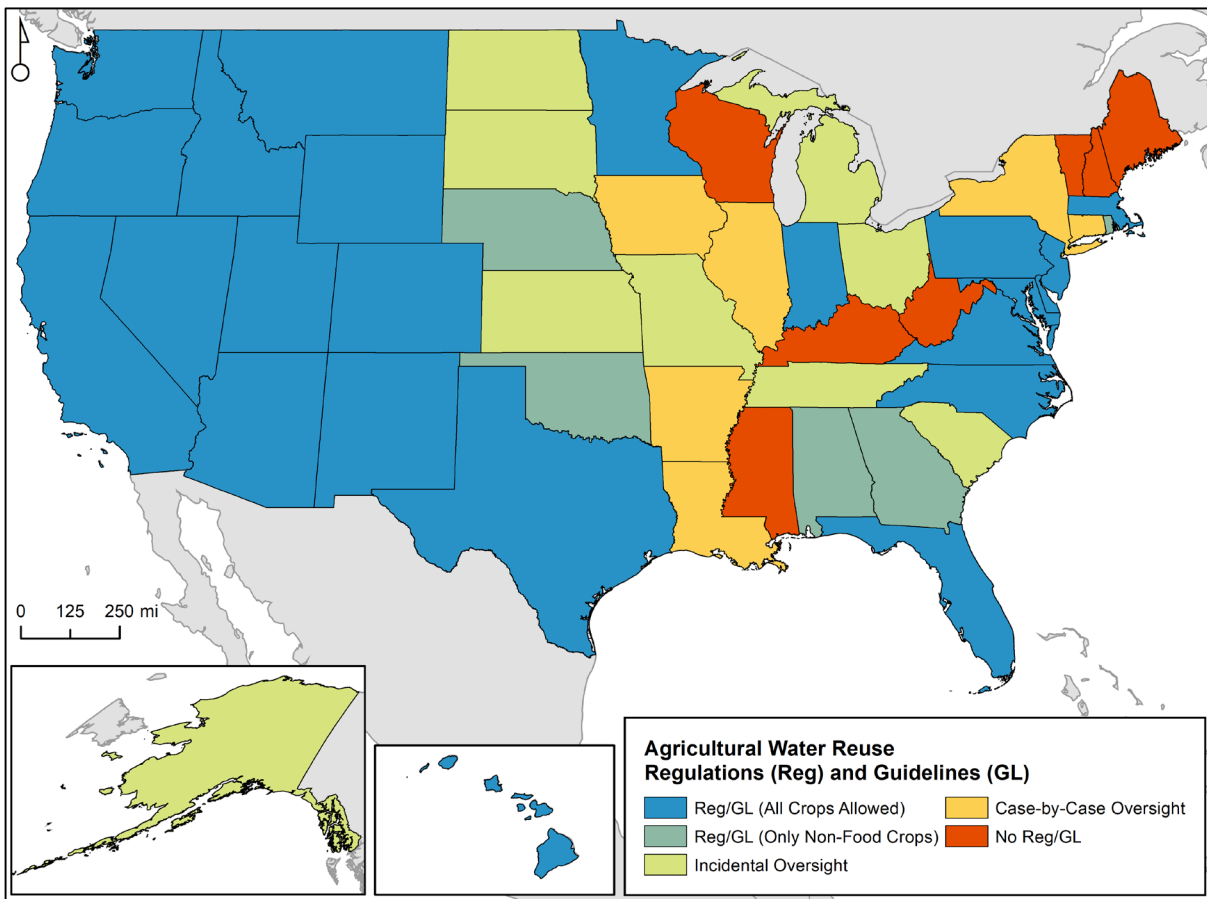 0 125 250 mi
Agricultural Water Reuse
Regulations (Reg) and Guidelines (GL)
Reg/GL (All Crops Allowed)
Reg/GL (Only Non-Food Crops)
Incidental Oversight
Case-by-Case Oversight
No Reg/GL